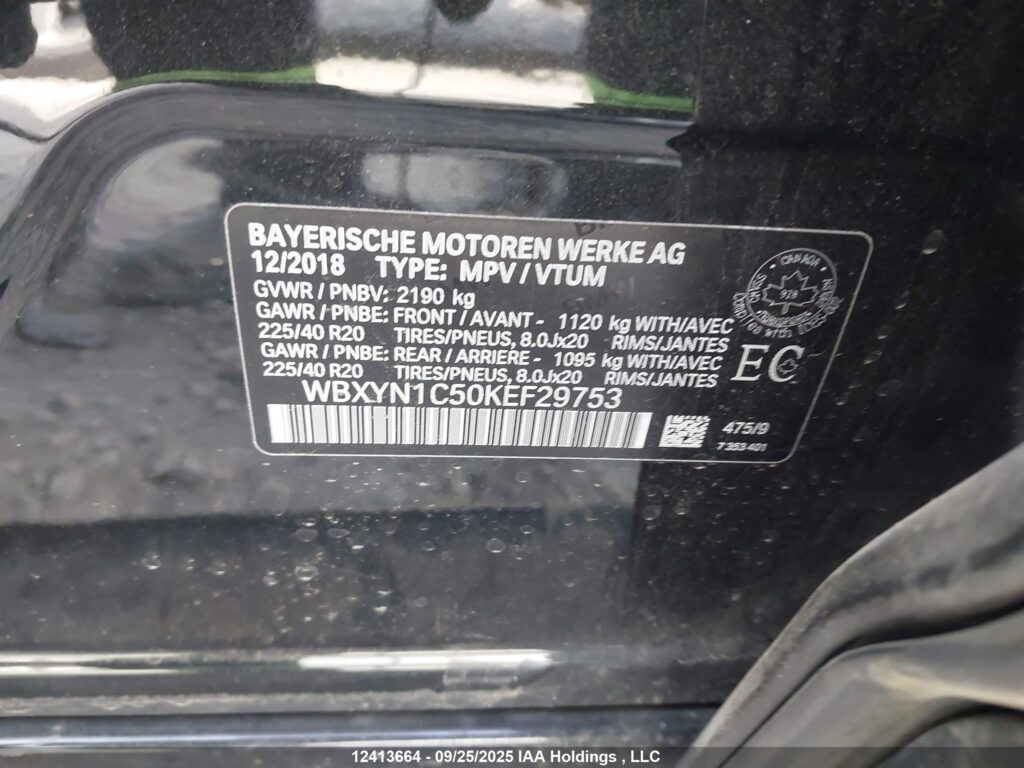 BAYERISCHE MOTOREN WERKE AG
12/2018 TYPE: MPV / VTUM
GVWR / PNBV: 2190 kg
GAWR / PNBE: FRONT / AVANT - 1120 kg WITH/AVEC
225/40 R20 TIRES/PNEUS, 8.0Jx20 RIMS/JANTES
GAWR / PNBE: REAR / ARRIERE - 1095 kg WITH/AVEC
225/40 R20 TIRES/PNEUS, 8.0Jx20 RIMS/JANTES
WBXYN1C50KEF29753
CANADA
EC
475/9
7 353 401
12413664 - 09/25/2025 IAA Holdings , LLC